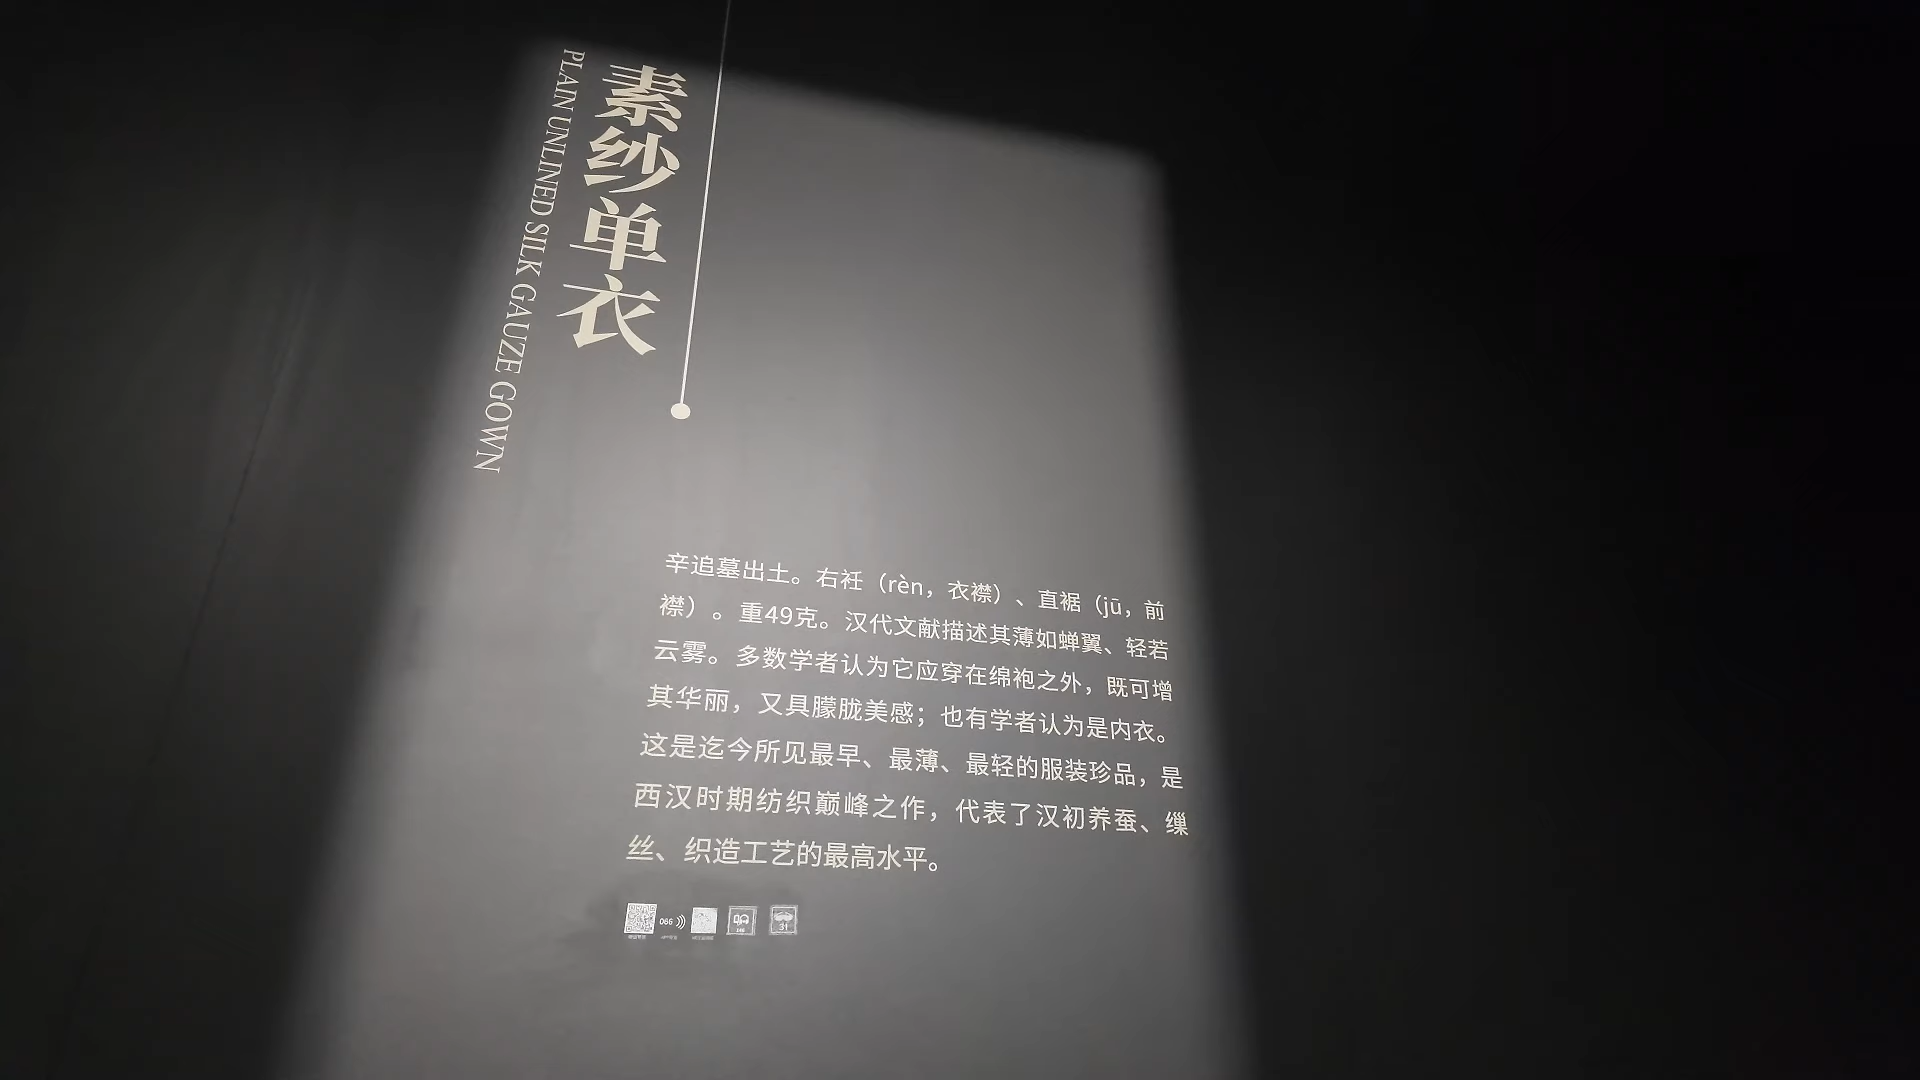 素纱单衣
PLAIN UNLINED SILK GAUZE GOWN
辛追墓出土。右衽（rèn，衣襟）、直裾（jū，前
襟）。重49克。汉代文献描述其薄如蝉翼、轻若
云雾。多数学者认为它应穿在绵袍之外，既可增
其华丽，又具朦胧美感；也有学者认为是内衣。
这是迄今所见最早、最薄、最轻的服装珍品，是
西汉时期纺织巅峰之作，代表了汉初养蚕、缫
丝、织造工艺的最高水平。
066
31